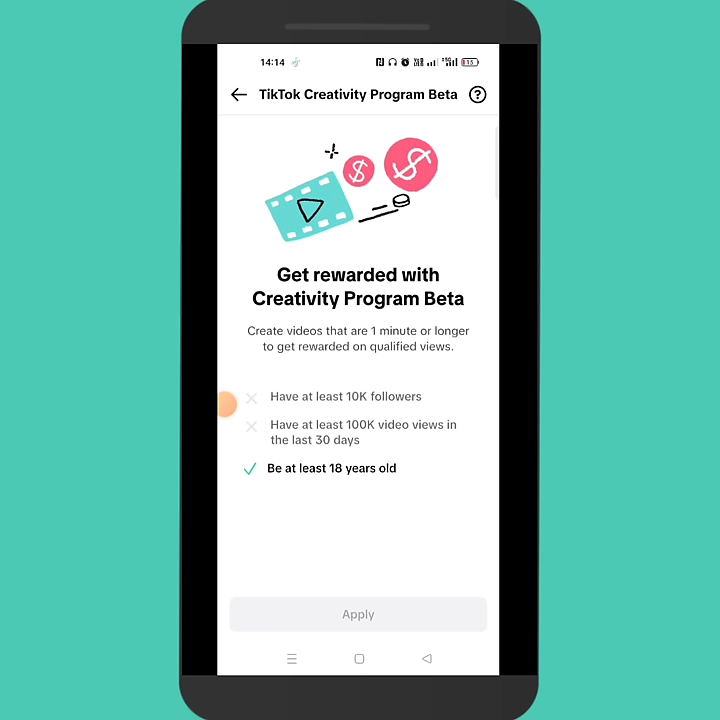 14:14
15
TikTok Creativity Program Beta ?
$ $
Get rewarded with
Creativity Program Beta
Create videos that are 1 minute or longer
to get rewarded on qualified views.
Have at least 10K followers
Have at least 100K video views in
the last 30 days
Be at least 18 years old
Apply